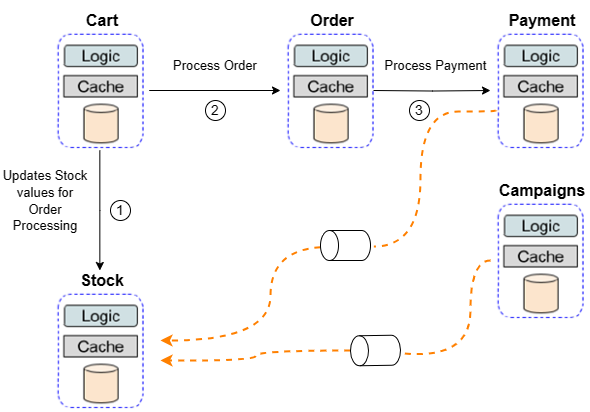 Cart
Order
Payment
Logic
Cache
Process Order
2
Logic
Cache
Process Payment
3
Logic
Cache
Updates Stock
values for
Order
Processing
1
Campaigns
Logic
Cache
Stock
Logic
Cache